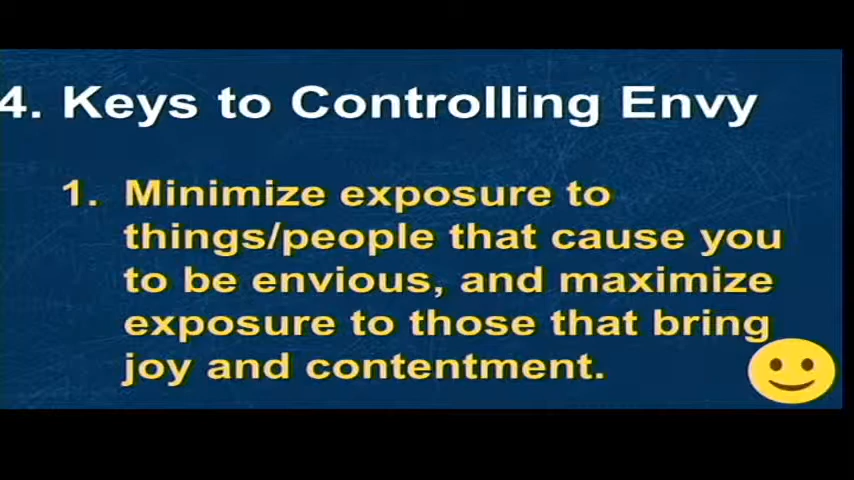 4. Keys to Controlling Envy
1. Minimize exposure to
things/people that cause you
to be envious, and maximize
exposure to those that bring
joy and contentment.